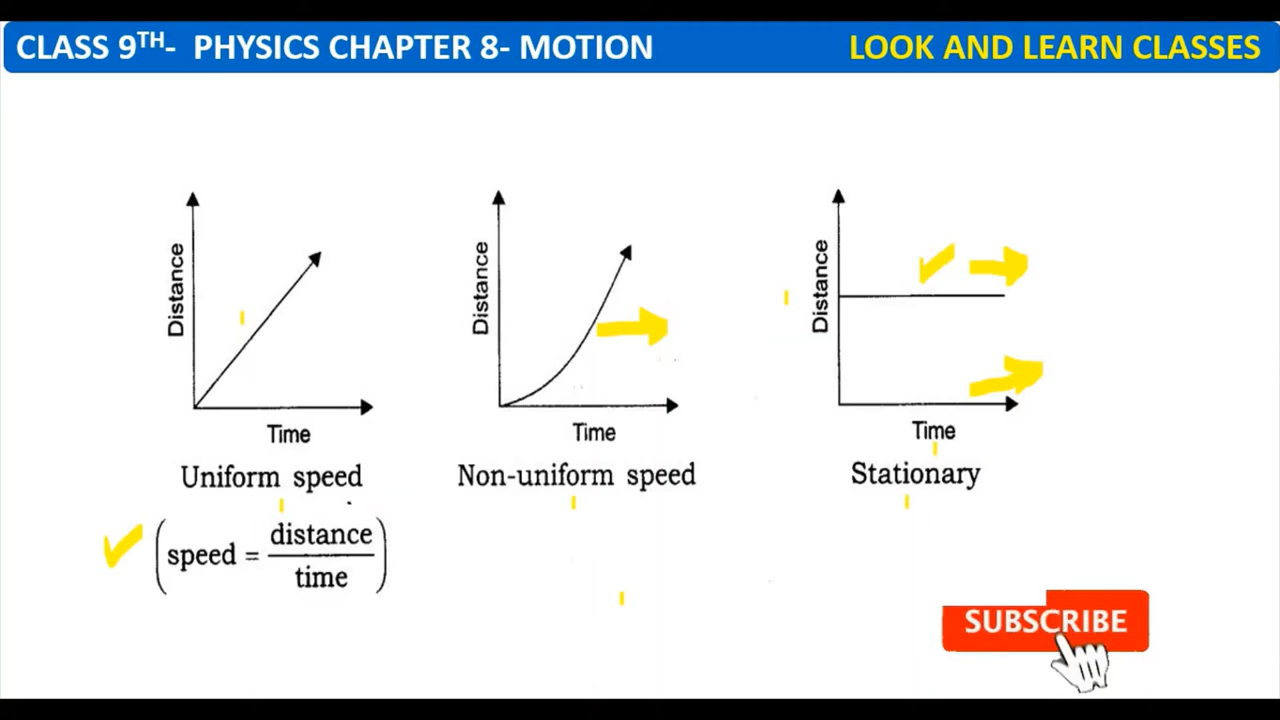 CLASS 9TH- PHYSICS CHAPTER 8- MOTION
LOOK AND LEARN CLASSES
Distance
Time
Uniform speed
(speed = distance/time)
Distance
Time
Non-uniform speed
Distance
Time
Stationary
SUBSCRIBE